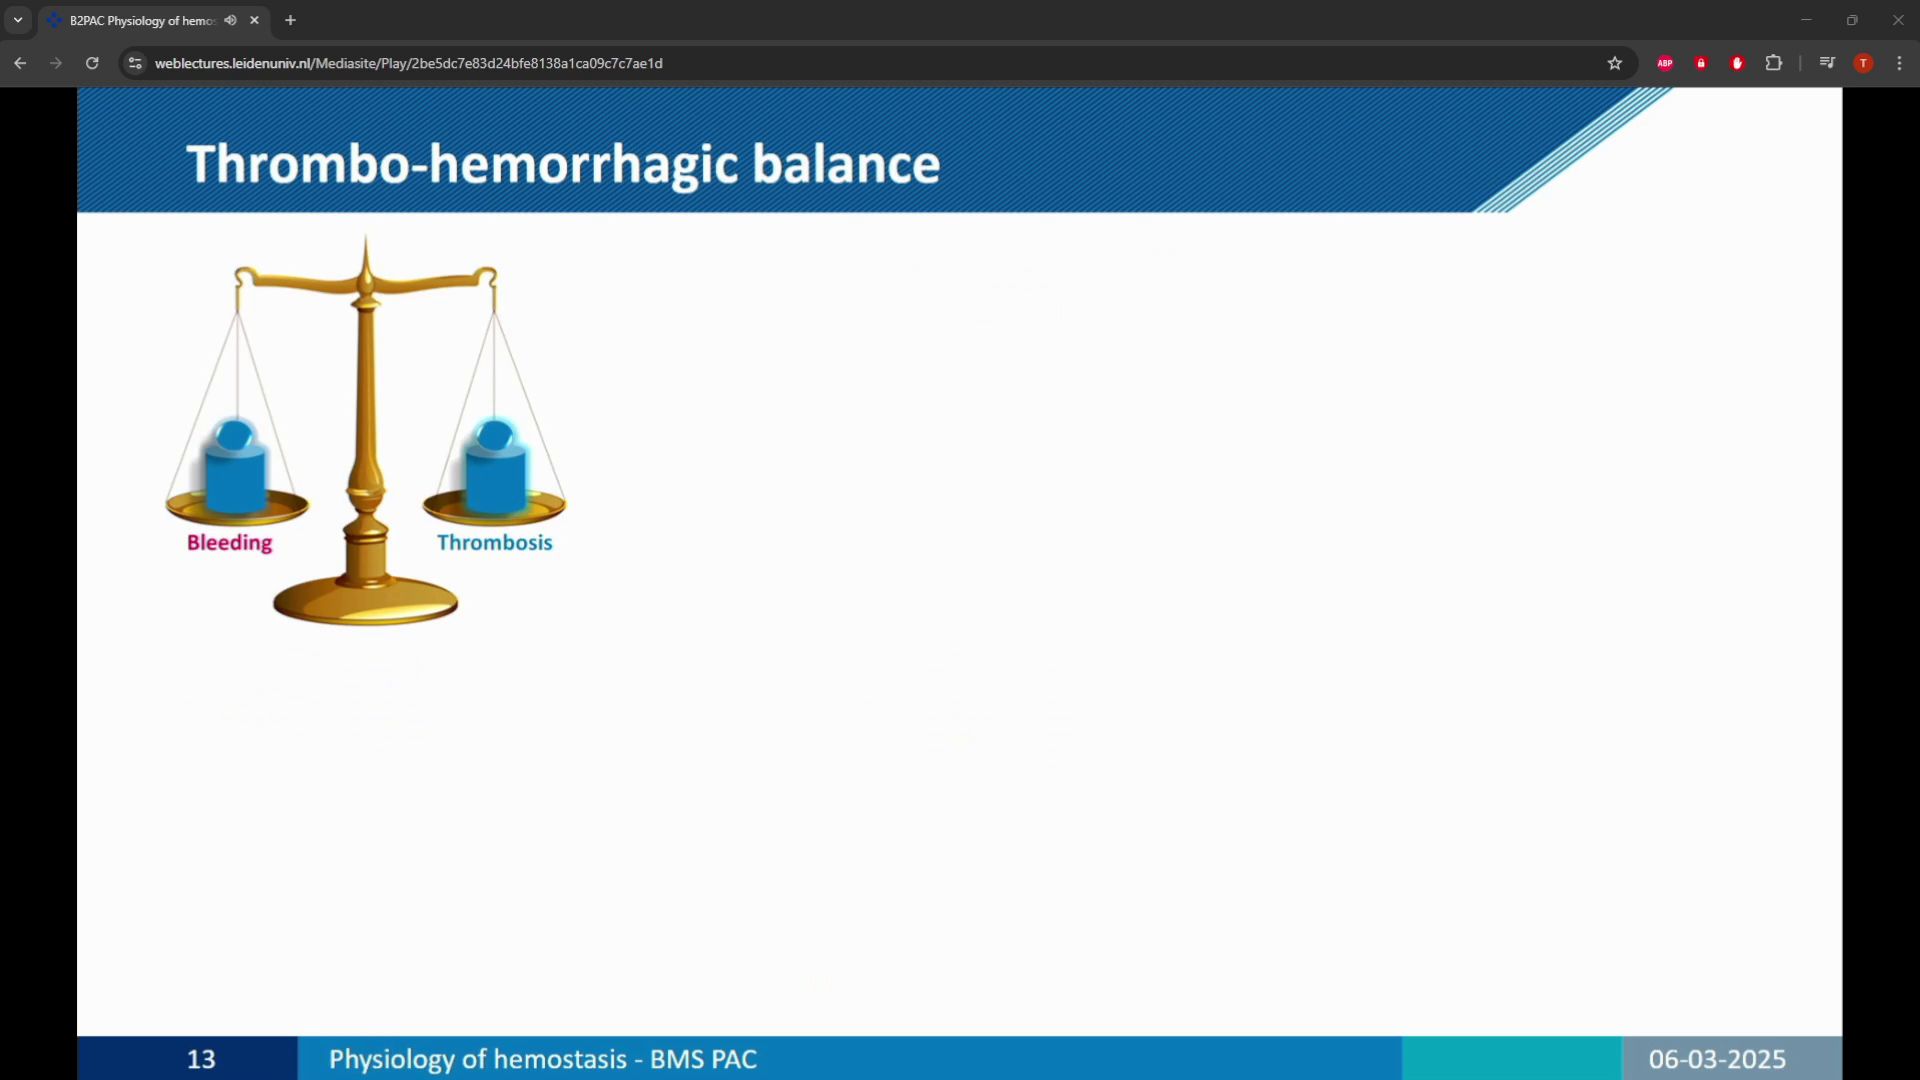 B2PAC Physiology of hemos
weblectures.leidenuniv.nl/Mediasite/Play/2be5dc7e83d24bfe8138a1ca09c7c7ae1d
ABP
T
Thrombo-hemorrhagic balance
Bleeding
Thrombosis
13
Physiology of hemostasis - BMS PAC
06-03-2025